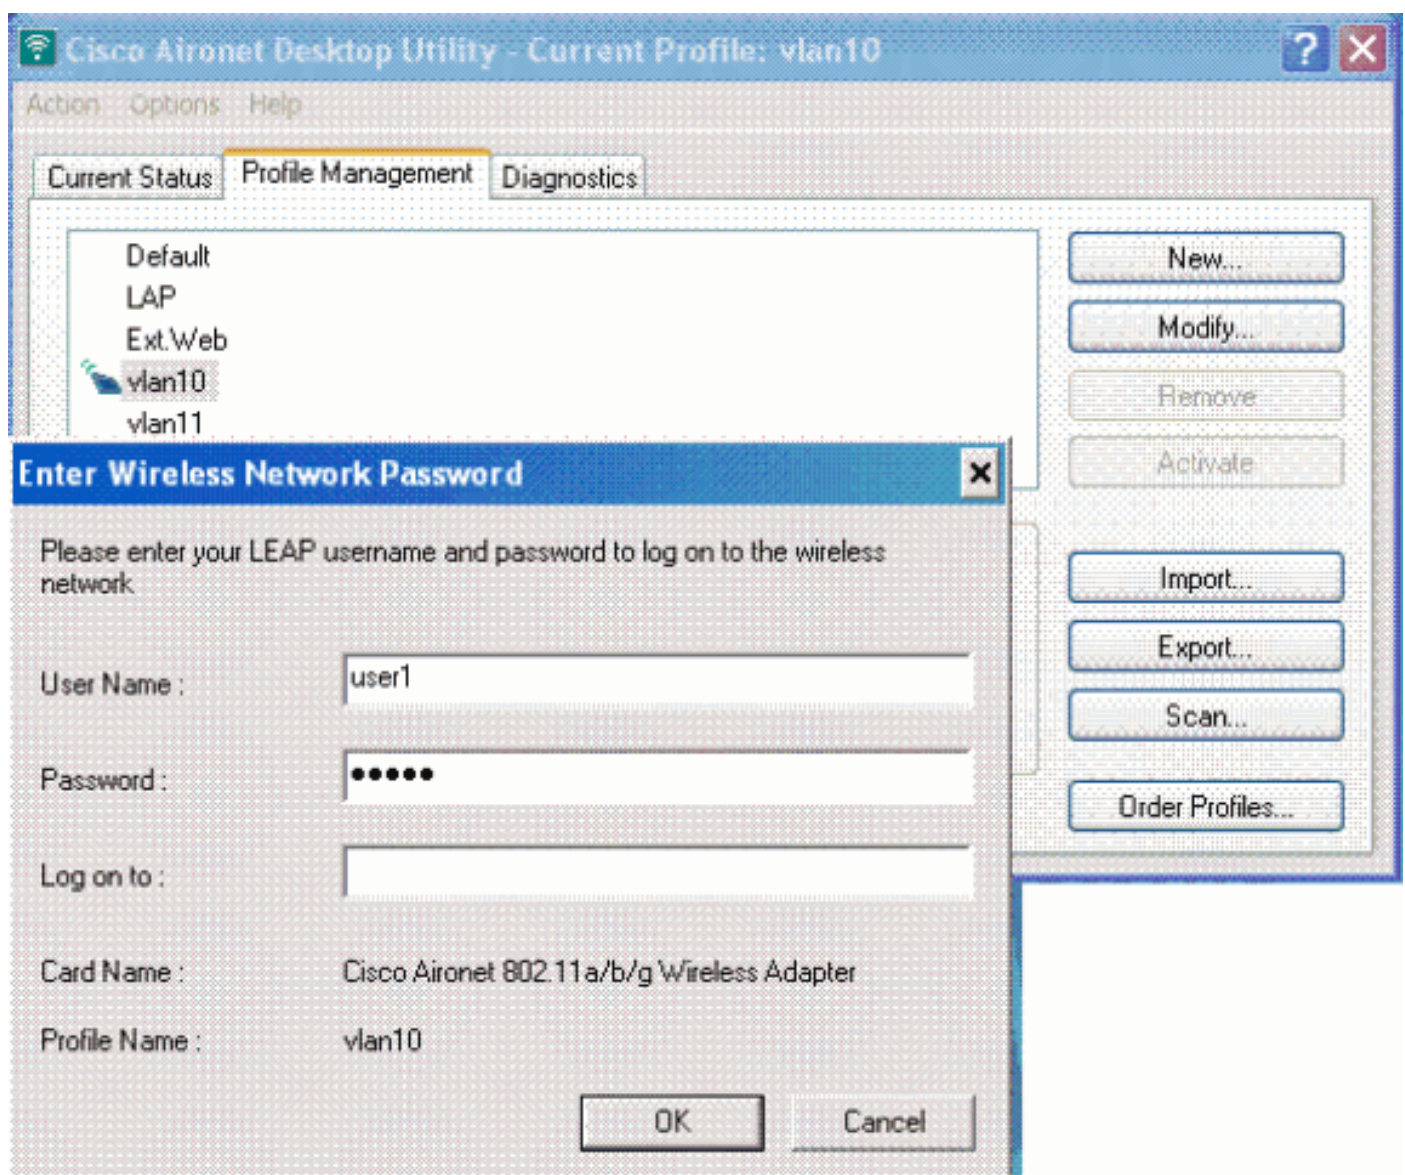 Cisco Aironet Desktop Utility - Current Profile: vlan10
?
Action Options Help
Current Status Profile Management Diagnostics
Default
LAP
Ext.Web
vlan10
vlan11
New...
Modify...
Remove
Activate
Import...
Export...
Scan...
Order Profiles...
Enter Wireless Network Password
Please enter your LEAP username and password to log on to the wireless
network
User Name : user1
Password : •••••
Log on to :
Card Name : Cisco Aironet 802.11a/b/g Wireless Adapter
Profile Name : vlan10
OK Cancel